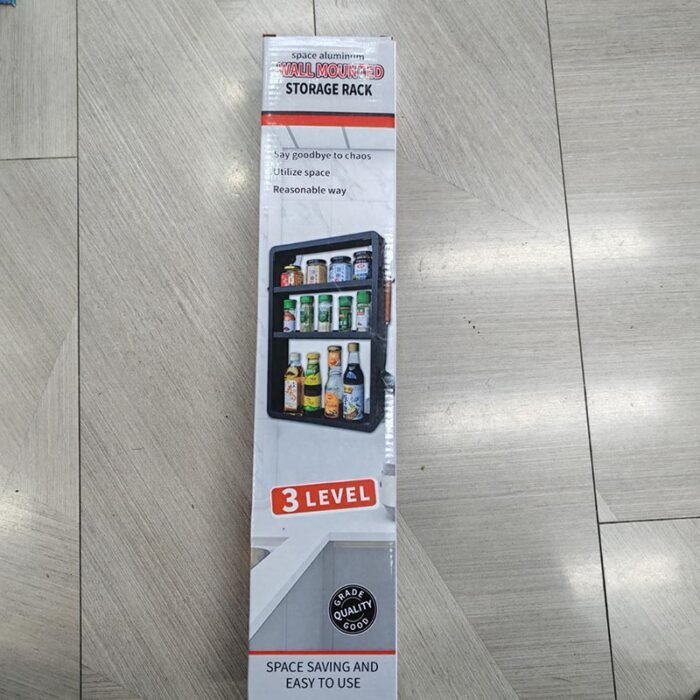 space aluminum
WALL MOUNTED
STORAGE RACK
Say goodbye to chaos
Utilize space
Reasonable way
3 LEVEL
GRADE
QUALITY
GOOD
SPACE SAVING AND
EASY TO USE